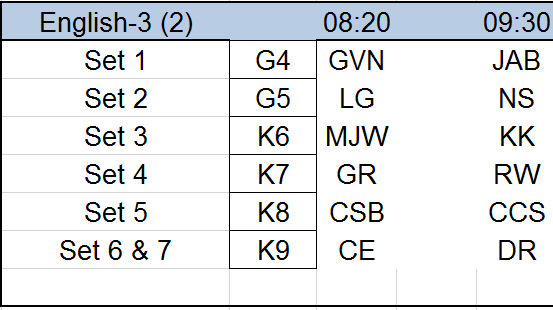 English-3 (2) 08:20 09:30
Set 1 G4 GVN JAB
Set 2 G5 LG NS
Set 3 K6 MJW KK
Set 4 K7 GR RW
Set 5 K8 CSB CCS
Set 6 & 7 K9 CE DR